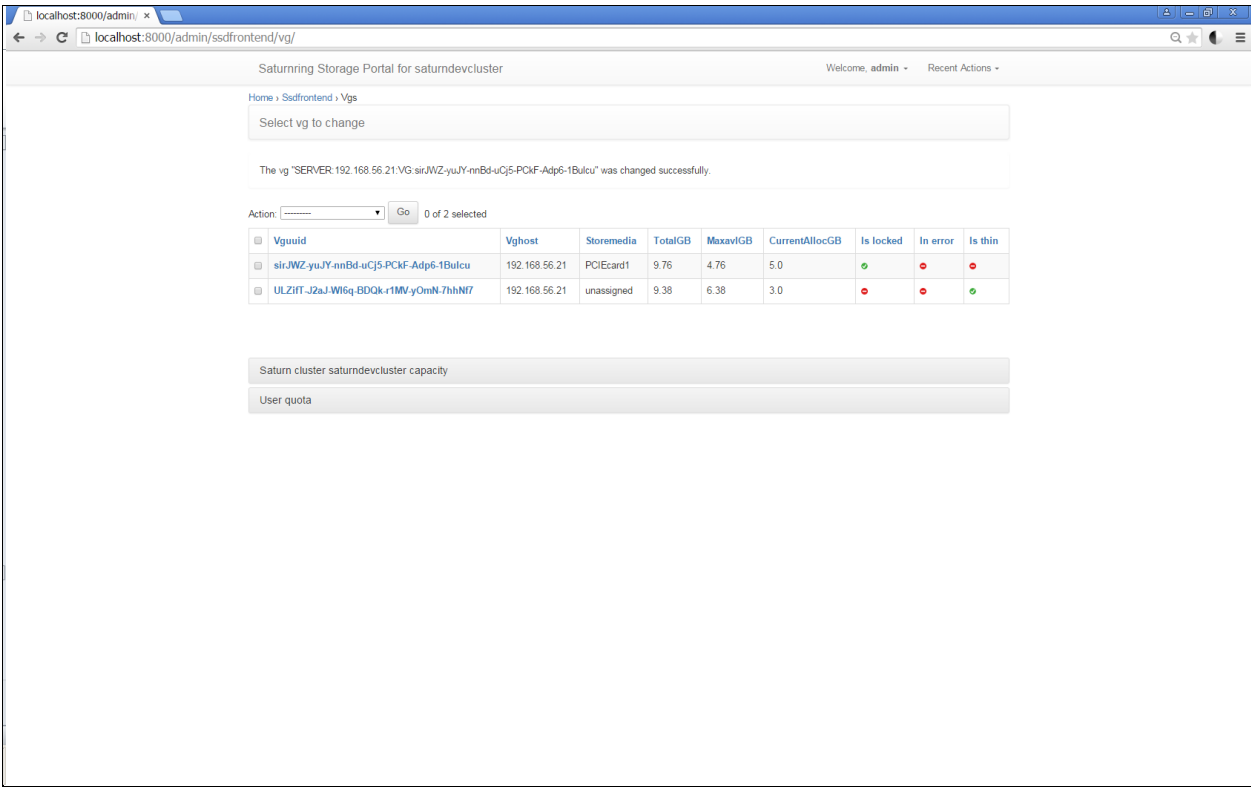 localhost:8000/admin/ ×
localhost:8000/admin/ssdfrontend/vg/
Saturnring Storage Portal for saturndevcluster Welcome, admin Recent Actions
Home › Ssdfrontend › Vgs
Select vg to change
The vg "SERVER:192.168.56.21:VG:sirJWZ-yuJY-nnBd-uCj5-PCkF-Adp6-1Bulcu" was changed successfully.
Action: --------- Go 0 of 2 selected
Vguuid Vghost Storemedia TotalGB MaxavlGB CurrentAllocGB Is locked In error Is thin
sirJWZ-yuJY-nnBd-uCj5-PCkF-Adp6-1Bulcu 192.168.56.21 PCIEcard1 9.76 4.76 5.0
ULZifT-J2aJ-WI6q-BDQk-r1MV-yOmN-7hhNf7 192.168.56.21 unassigned 9.38 6.38 3.0
Saturn cluster saturndevcluster capacity
User quota